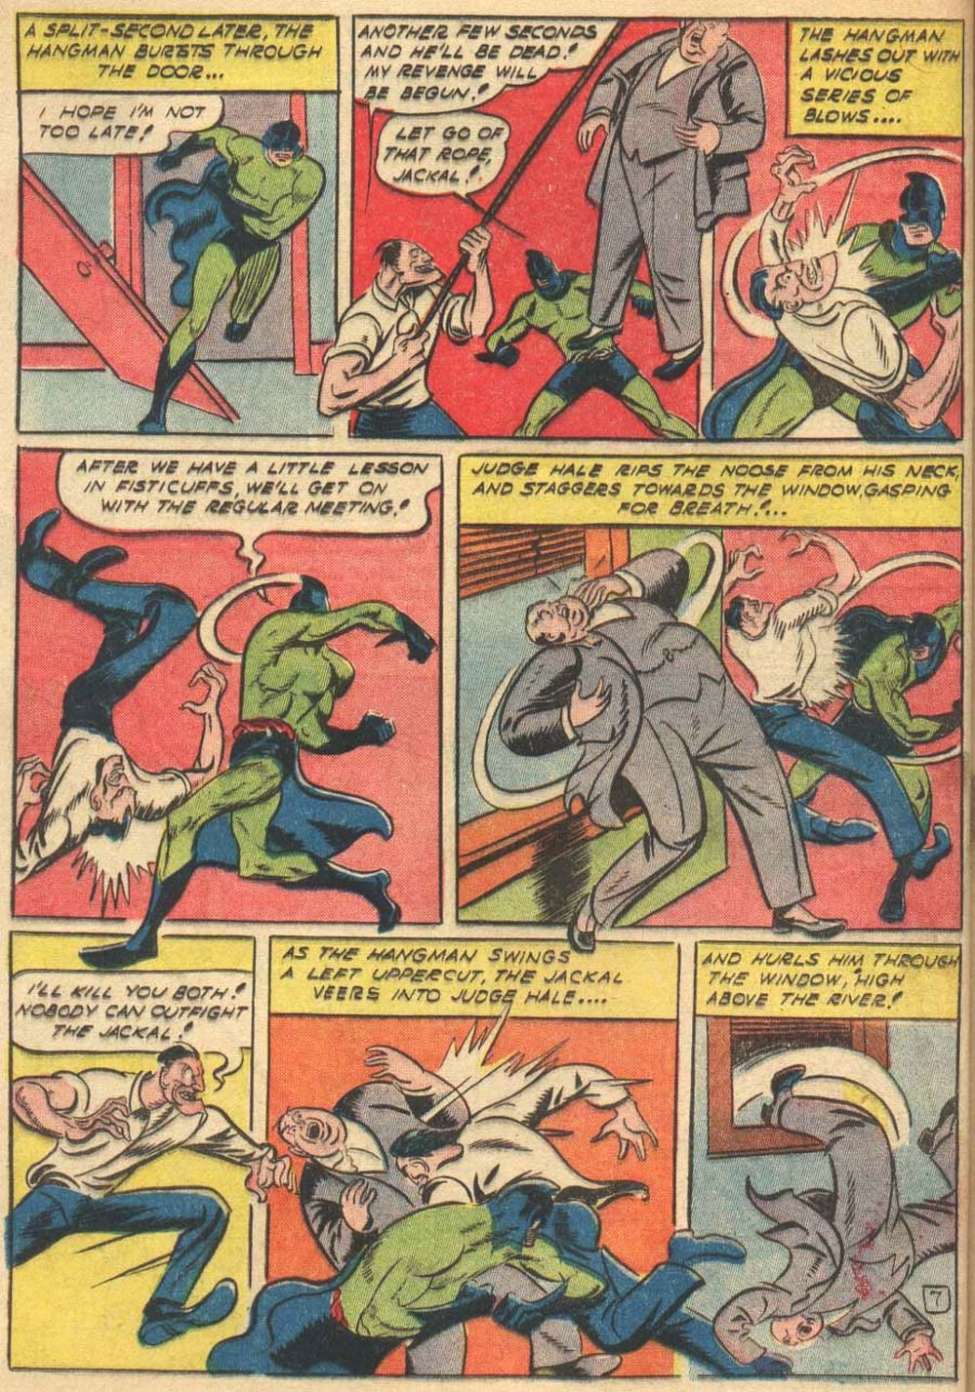 A SPLIT-SECOND LATER, THE
HANGMAN BURSTS THROUGH
THE DOOR...
I HOPE I'M NOT
TOO LATE!
ANOTHER FEW SECONDS
AND HE'LL BE DEAD!
MY REVENGE WILL
BE BEGUN!
LET GO OF
THAT ROPE,
JACKAL!
THE HANGMAN
LASHES OUT WITH
A VICIOUS
SERIES OF
BLOWS....
AFTER WE HAVE A LITTLE LESSON
IN FISTICUFFS, WE'LL GET ON
WITH THE REGULAR MEETING!
JUDGE HALE RIPS THE NOOSE FROM HIS NECK,
AND STAGGERS TOWARDS THE WINDOW, GASPING
FOR BREATH!...
I'LL KILL YOU BOTH!
NOBODY CAN OUTFIGHT
THE JACKAL!
AS THE HANGMAN SWINGS
A LEFT UPPERCUT, THE JACKAL
VEERS INTO JUDGE HALE....
AND HURLS HIM THROUGH
THE WINDOW, HIGH
ABOVE THE RIVER!
7